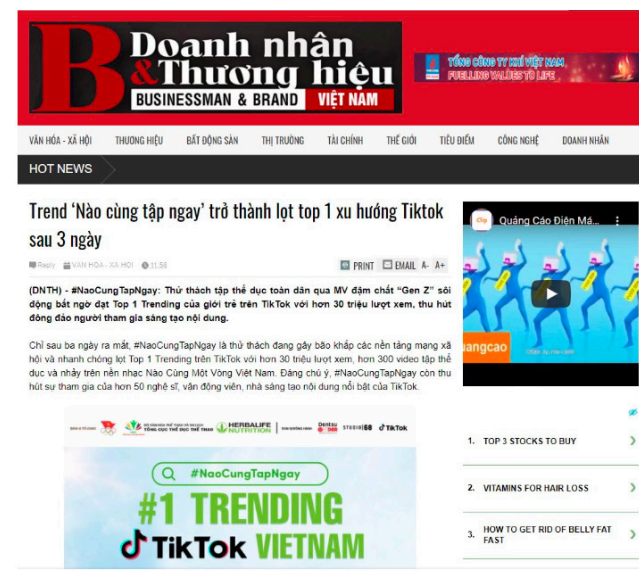 B Doanh nhân
& Thương hiệu
BUSINESSMAN & BRAND VIỆT NAM
TỔNG CÔNG TY KHÍ VIỆT NAM
FUELLING VALUES TO LIFE
VĂN HÓA - XÃ HỘI THƯƠNG HIỆU BẤT ĐỘNG SẢN THỊ TRƯỜNG TÀI CHÍNH THẾ GIỚI TIÊU ĐIỂM CÔNG NGHỆ DOANH NHÂN
HOT NEWS
Trend ‘Nào cùng tập ngay’ trở thành lọt top 1 xu hướng Tiktok
sau 3 ngày
Reply VĂN HÓA - XÃ HỘI 11:56 PRINT EMAIL A- A+
(DNTH) - #NaoCungTapNgay: Thử thách tập thể dục toàn dân qua MV đậm chất “Gen Z” sôi
động bất ngờ đạt Top 1 Trending của giới trẻ trên TikTok với hơn 30 triệu lượt xem, thu hút
đông đảo người tham gia sáng tạo nội dung.
Chỉ sau ba ngày ra mắt, #NaoCungTapNgay là thử thách đang gây bão khắp các nền tảng mạng xã
hội và nhanh chóng lọt Top 1 Trending trên TikTok với hơn 30 triệu lượt xem, hơn 300 video tập thể
dục và nhảy trên nền nhạc Nào Cùng Một Vòng Việt Nam. Đáng chú ý, #NaoCungTapNgay còn thu
hút sự tham gia của hơn 50 nghệ sĩ, vận động viên, nhà sáng tạo nội dung nổi bật của TikTok.
TỔNG CỤC THỂ DỤC THỂ THAO HERBALIFE NUTRITION STUDIO68 TikTok
#NaoCungTapNgay
#1 TRENDING
TikTok VIETNAM
Quảng Cáo Điện Má...
uangcao
1. TOP 3 STOCKS TO BUY
2. VITAMINS FOR HAIR LOSS
3. HOW TO GET RID OF BELLY FAT
FAST